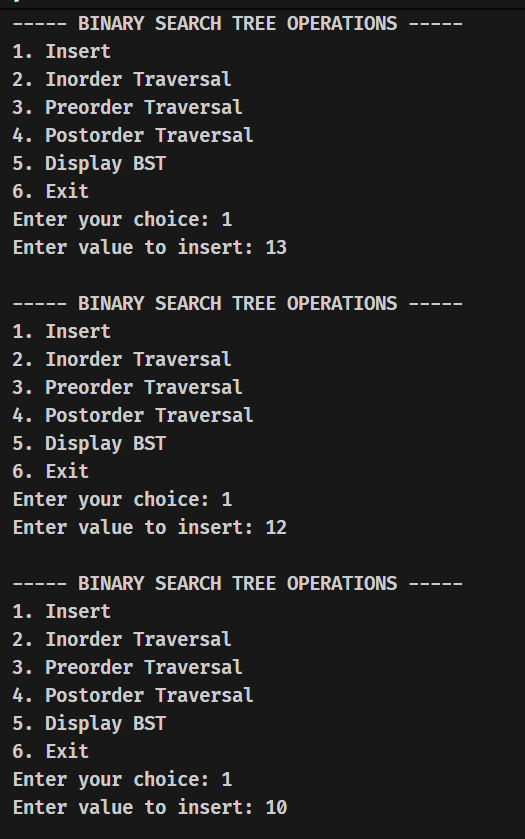 ----- BINARY SEARCH TREE OPERATIONS -----
1. Insert
2. Inorder Traversal
3. Preorder Traversal
4. Postorder Traversal
5. Display BST
6. Exit
Enter your choice: 1
Enter value to insert: 13
----- BINARY SEARCH TREE OPERATIONS -----
1. Insert
2. Inorder Traversal
3. Preorder Traversal
4. Postorder Traversal
5. Display BST
6. Exit
Enter your choice: 1
Enter value to insert: 12
----- BINARY SEARCH TREE OPERATIONS -----
1. Insert
2. Inorder Traversal
3. Preorder Traversal
4. Postorder Traversal
5. Display BST
6. Exit
Enter your choice: 1
Enter value to insert: 10